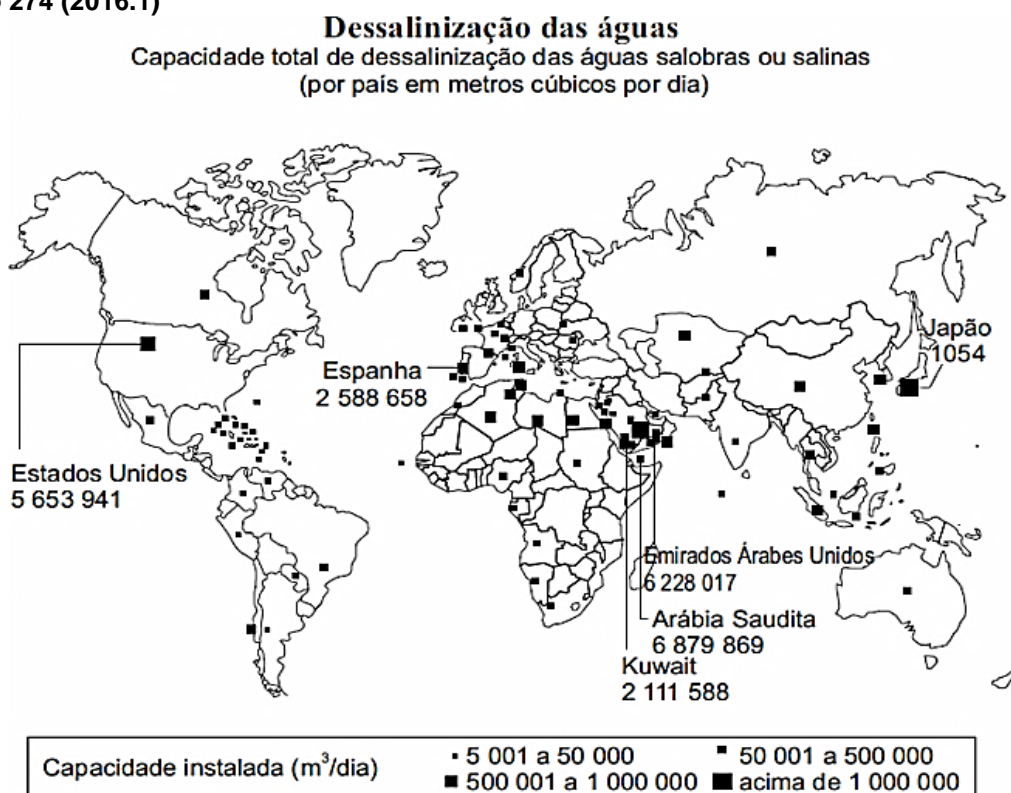 274 (2016.1)
Dessalinização das águas
Capacidade total de dessalinização das águas salobras ou salinas
(por país em metros cúbicos por dia)
Japão
1054
Espanha
2 588 658
Estados Unidos
5 653 941
Emirados Árabes Unidos
6 228 017
Arábia Saudita
6 879 869
Kuwait
2 111 588
Capacidade instalada (m³/dia)
5 001 a 50 000
50 001 a 500 000
500 001 a 1 000 000
acima de 1 000 000